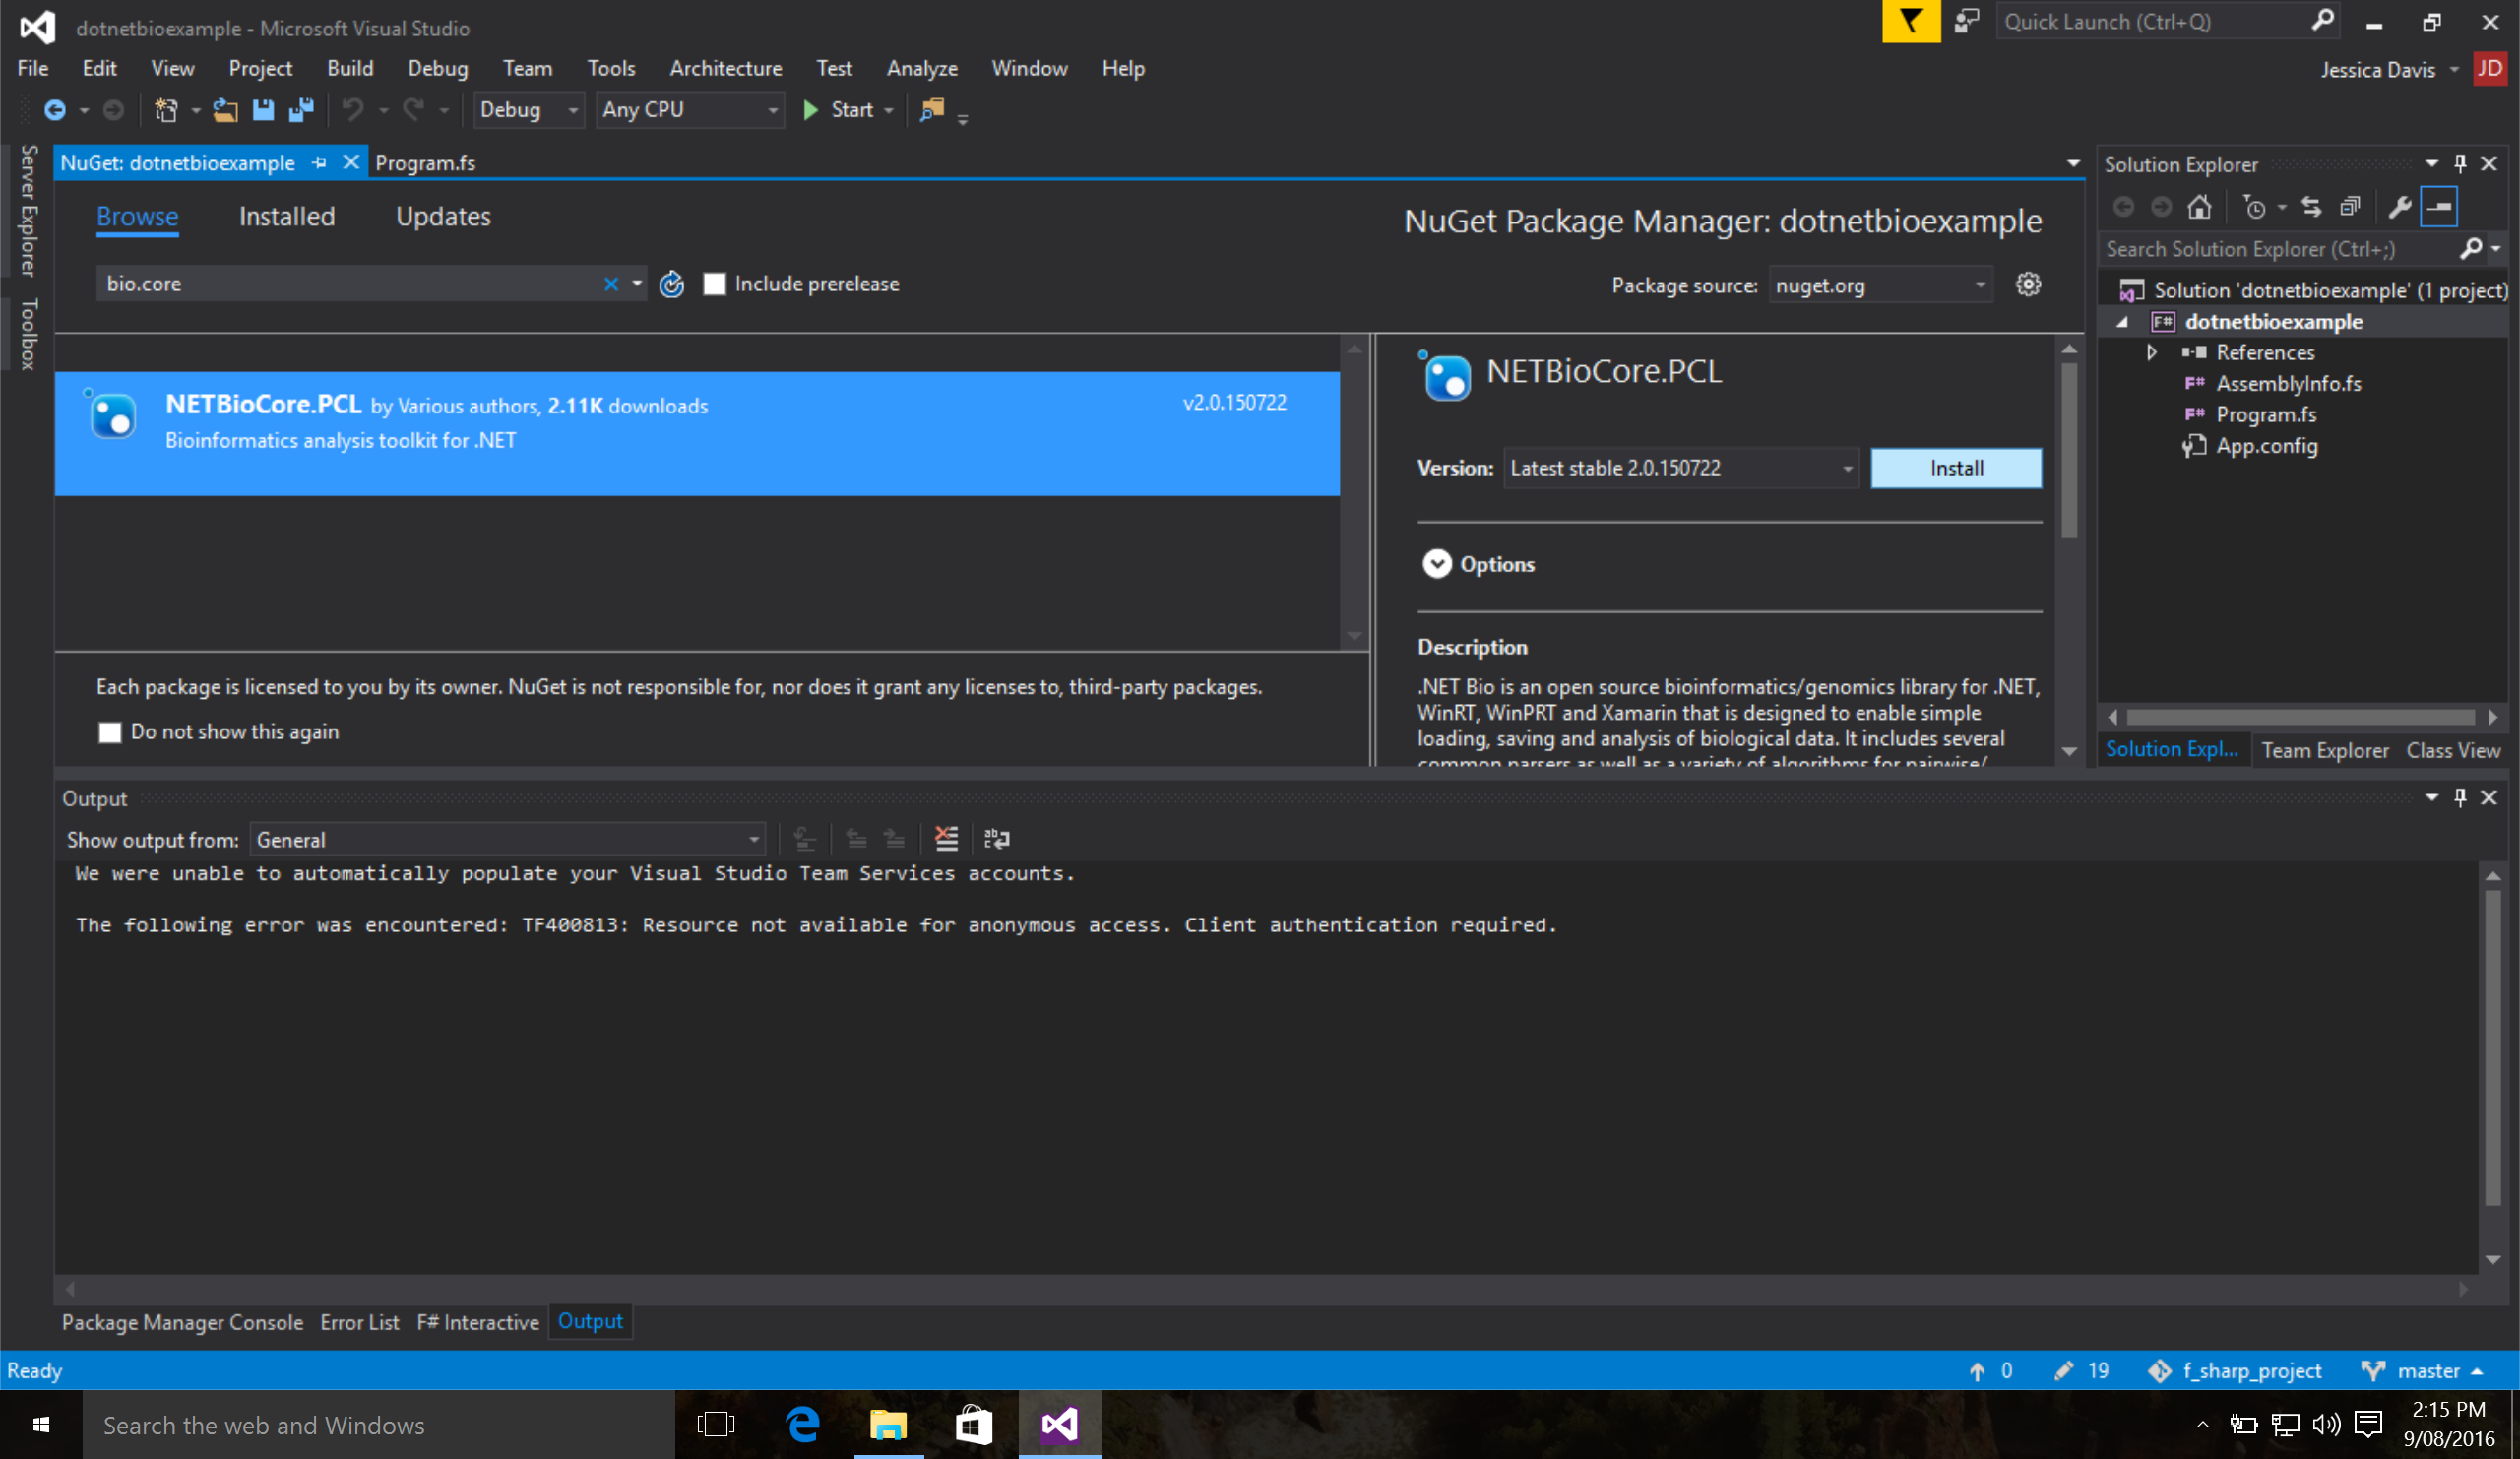 dotnetbioexample - Microsoft Visual Studio
Quick Launch (Ctrl+Q)
File Edit View Project Build Debug Team Tools Architecture Test Analyze Window Help
Jessica Davis JD
Debug Any CPU Start
Server Explorer
Toolbox
NuGet: dotnetbioexample Program.fs
Browse Installed Updates
NuGet Package Manager: dotnetbioexample
bio.core Include prerelease
Package source: nuget.org
NETBioCore.PCL by Various authors, 2.11K downloads v2.0.150722
Bioinformatics analysis toolkit for .NET
Each package is licensed to you by its owner. NuGet is not responsible for, nor does it grant any licenses to, third-party packages.
Do not show this again
NETBioCore.PCL
Version: Latest stable 2.0.150722 Install
Options
Description
.NET Bio is an open source bioinformatics/genomics library for .NET,
WinRT, WinPRT and Xamarin that is designed to enable simple
loading, saving and analysis of biological data. It includes several
common parsers as well as a variety of algorithms for pairwise/
Solution Explorer
Search Solution Explorer (Ctrl+;)
Solution 'dotnetbioexample' (1 project)
F# dotnetbioexample
References
F# AssemblyInfo.fs
F# Program.fs
App.config
Solution Expl... Team Explorer Class View
Output
Show output from: General
We were unable to automatically populate your Visual Studio Team Services accounts.
The following error was encountered: TF400813: Resource not available for anonymous access. Client authentication required.
Package Manager Console Error List F# Interactive Output
Ready
0 19 f_sharp_project master
Search the web and Windows
2:15 PM
9/08/2016